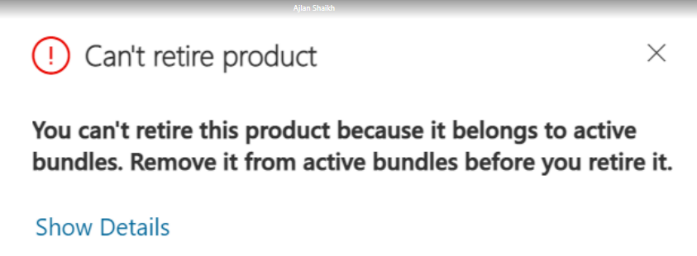 Ajlan Shaikh
Can't retire product
You can't retire this product because it belongs to active
bundles. Remove it from active bundles before you retire it.
Show Details